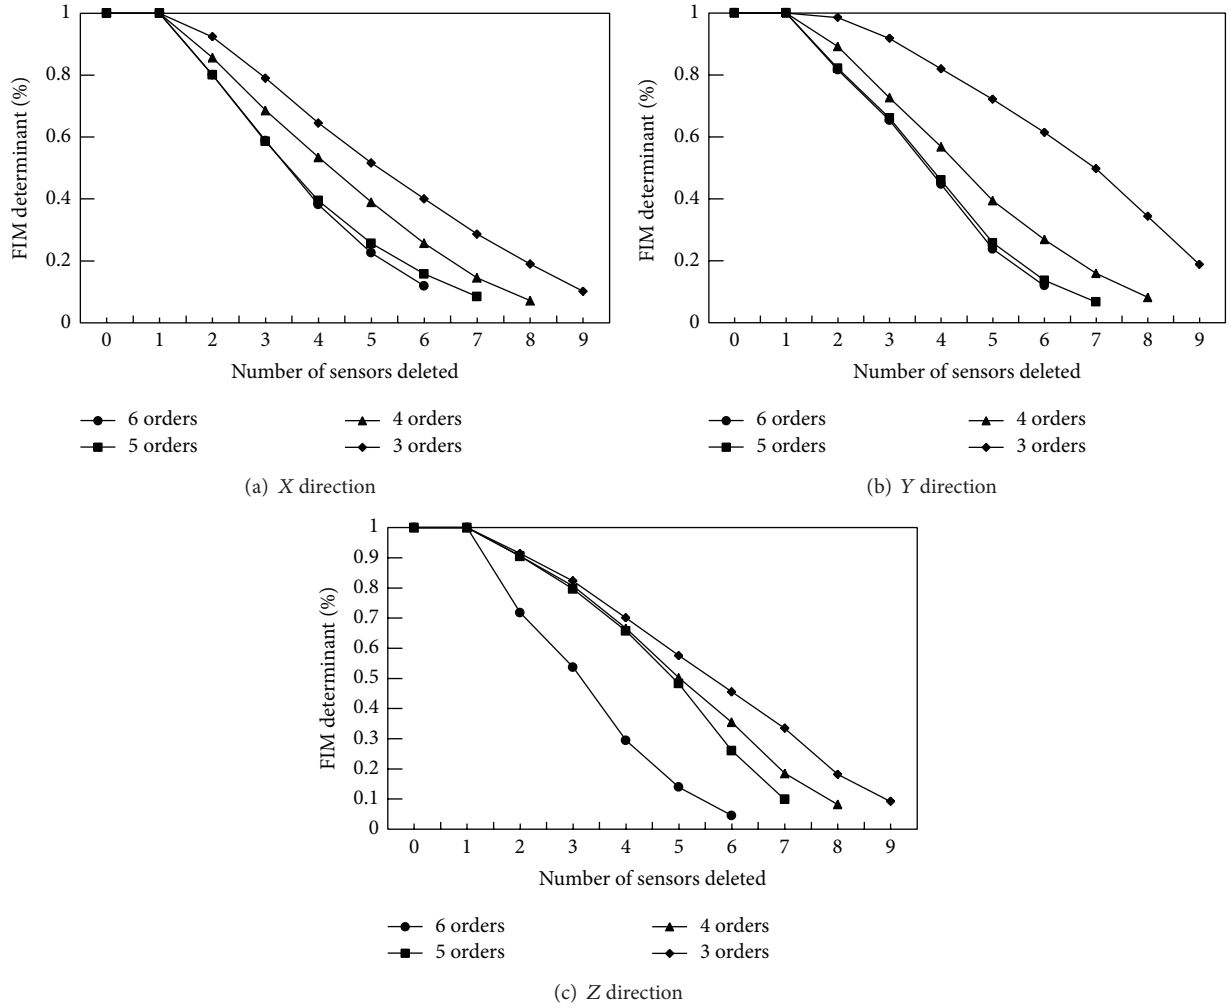 1
0.8
0.6
0.4
0.2
0
FIM determinant (%)
0 1 2 3 4 5 6 7 8 9
Number of sensors deleted
6 orders
5 orders
4 orders
3 orders
(a) X direction
1
0.8
0.6
0.4
0.2
0
FIM determinant (%)
0 1 2 3 4 5 6 7 8 9
Number of sensors deleted
6 orders
5 orders
4 orders
3 orders
(b) Y direction
1
0.9
0.8
0.7
0.6
0.5
0.4
0.3
0.2
0.1
0
FIM determinant (%)
0 1 2 3 4 5 6 7 8 9
Number of sensors deleted
6 orders
5 orders
4 orders
3 orders
(c) Z direction